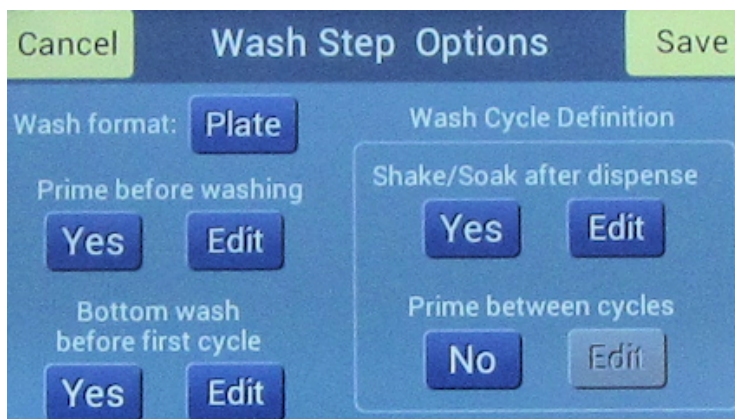 Cancel Wash Step Options Save
Wash format: Plate
Prime before washing
Yes Edit
Bottom wash
before first cycle
Yes Edit
Wash Cycle Definition
Shake/Soak after dispense
Yes Edit
Prime between cycles
No Edit